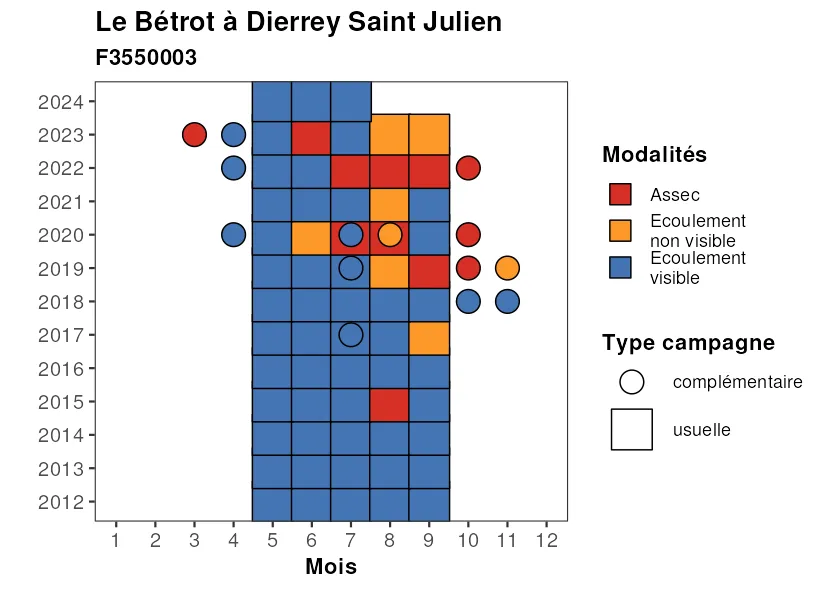 Le Bétrot à Dierrey Saint Julien
F3550003
2024
2023
2022
2021
2020
2019
2018
2017
2016
2015
2014
2013
2012
1 2 3 4 5 6 7 8 9 10 11 12
Mois
Modalités
Assec
Ecoulement
non visible
Ecoulement
visible
Type campagne
complémentaire
usuelle